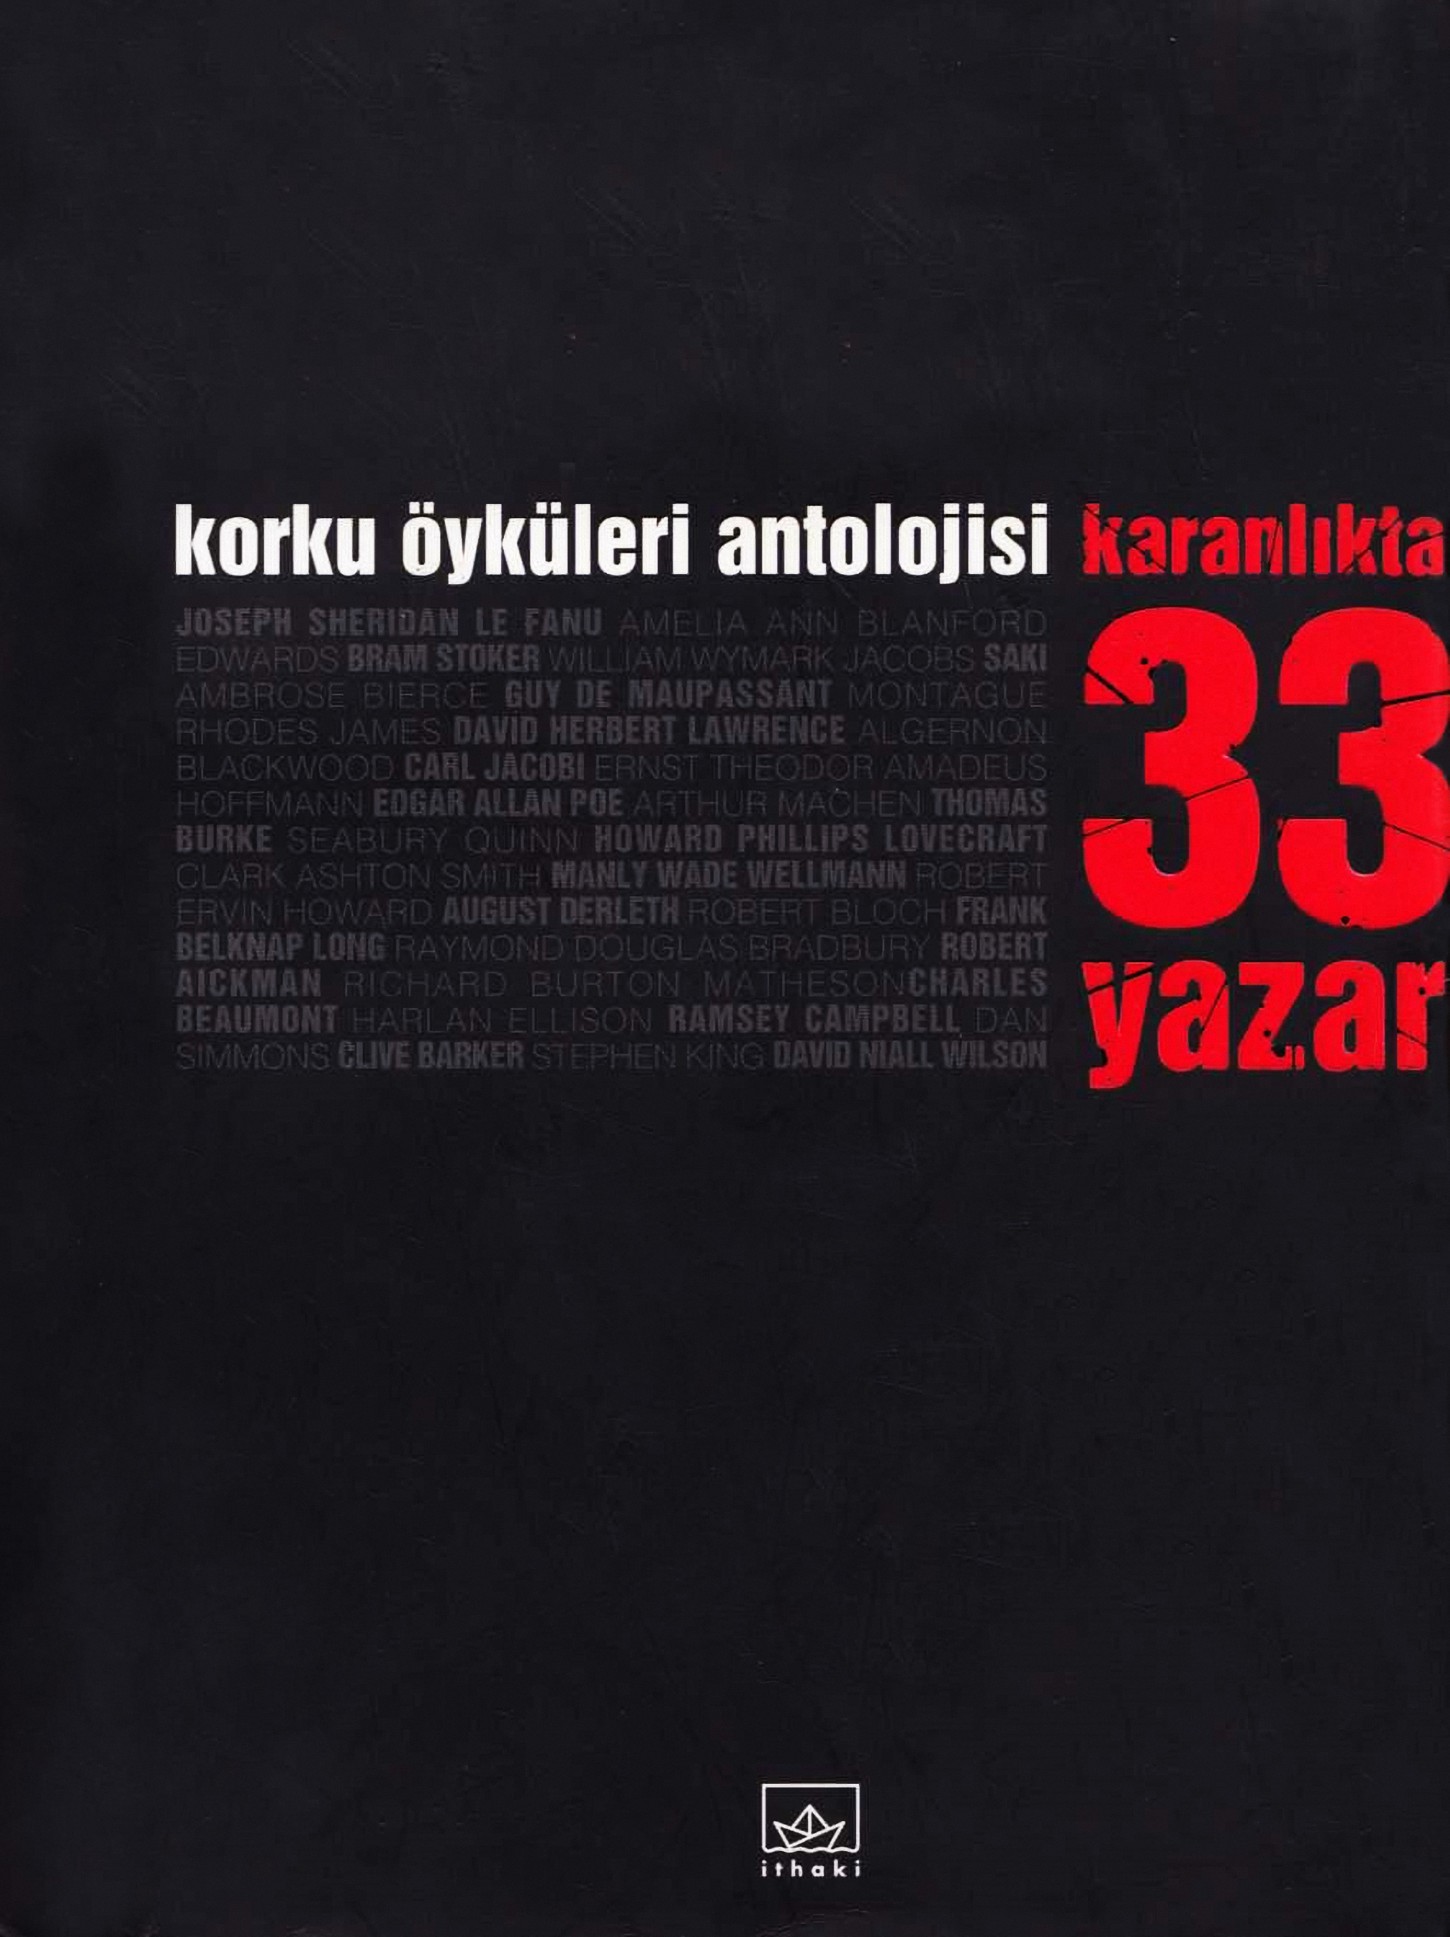 korku öyküleri antolojisi karanlıkta
33
yazar
JOSEPH SHERIDAN LE FANU AMELIA ANN BLANFORD
EDWARDS BRAM STOKER WILLIAM WYMARK JACOBS SAKI
AMBROSE BIERCE GUY DE MAUPASSANT MONTAGUE
RHODES JAMES DAVID HERBERT LAWRENCE ALGERNON
BLACKWOOD CARL JACOBI ERNST THEODOR AMADEUS
HOFFMANN EDGAR ALLAN POE ARTHUR MACHEN THOMAS
BURKE SEABURY QUINN HOWARD PHILLIPS LOVECRAFT
CLARK ASHTON SMITH MANLY WADE WELLMANN ROBERT
ERVIN HOWARD AUGUST DERLETH ROBERT BLOCH FRANK
BELKNAP LONG RAYMOND DOUGLAS BRADBURY ROBERT
AICKMAN RICHARD BURTON MATHESONCHARLES
BEAUMONT HARLAN ELLISON RAMSEY CAMPBELL DAN
SIMMONS CLIVE BARKER STEPHEN KING DAVID NIALL WILSON
ithaki